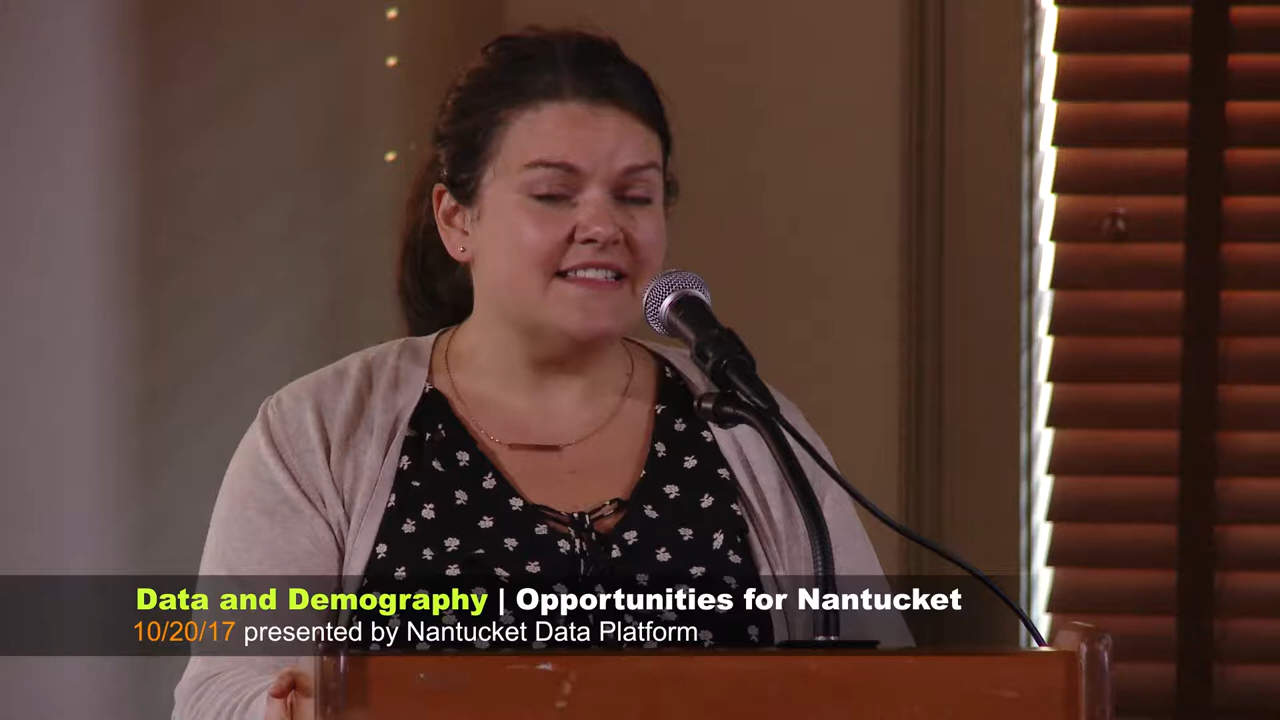 Data and Demography | Opportunities for Nantucket
10/20/17 presented by Nantucket Data Platform